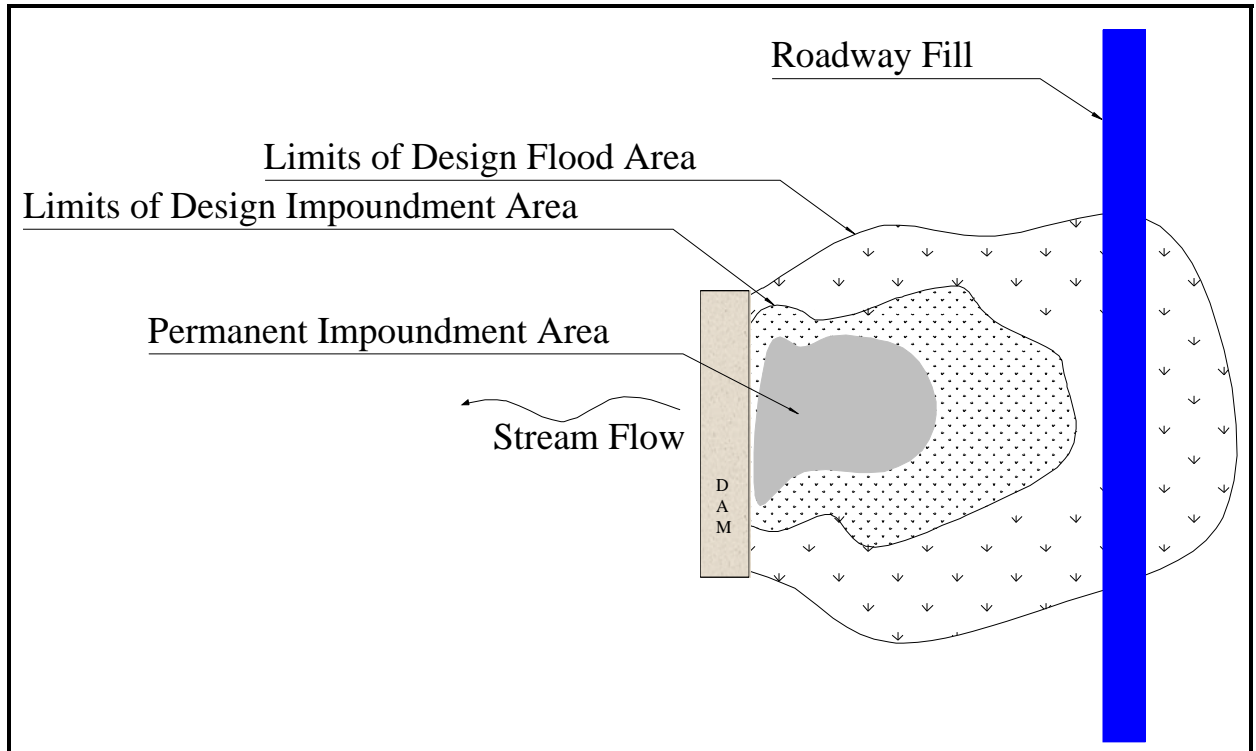 Roadway Fill
Limits of Design Flood Area
Limits of Design Impoundment Area
Permanent Impoundment Area
Stream Flow
D
A
M